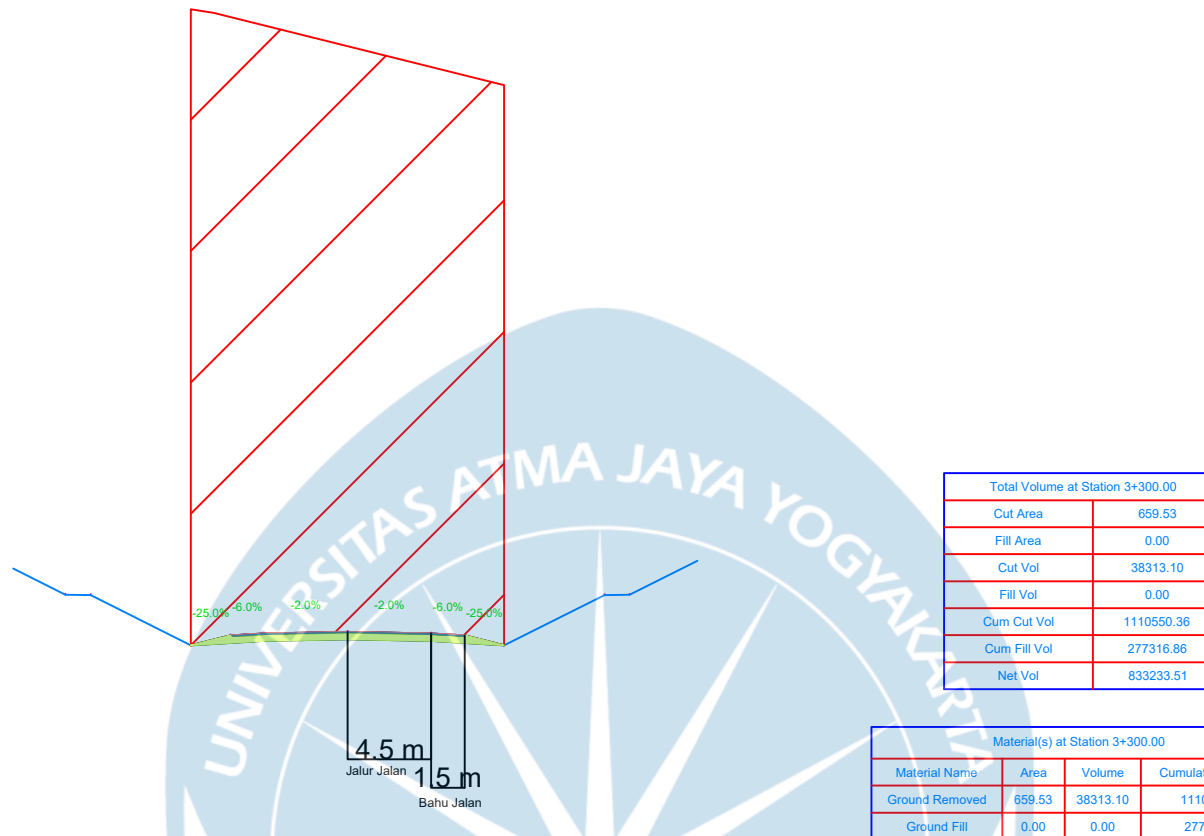 -25.0% -6.0% -2.0% -2.0% -6.0% -25.0%
4.5 m
Jalur Jalan
1.5 m
Bahu Jalan
UNIVERSITAS ATMA JAYA YOGYAKARTA
Total Volume at Station 3+300.00
Cut Area 659.53
Fill Area 0.00
Cut Vol 38313.10
Fill Vol 0.00
Cum Cut Vol 1110550.36
Cum Fill Vol 277316.86
Net Vol 833233.51
Material(s) at Station 3+300.00
Material Name Area Volume
Ground Removed 659.53 38313.10
Ground Fill 0.00 0.00